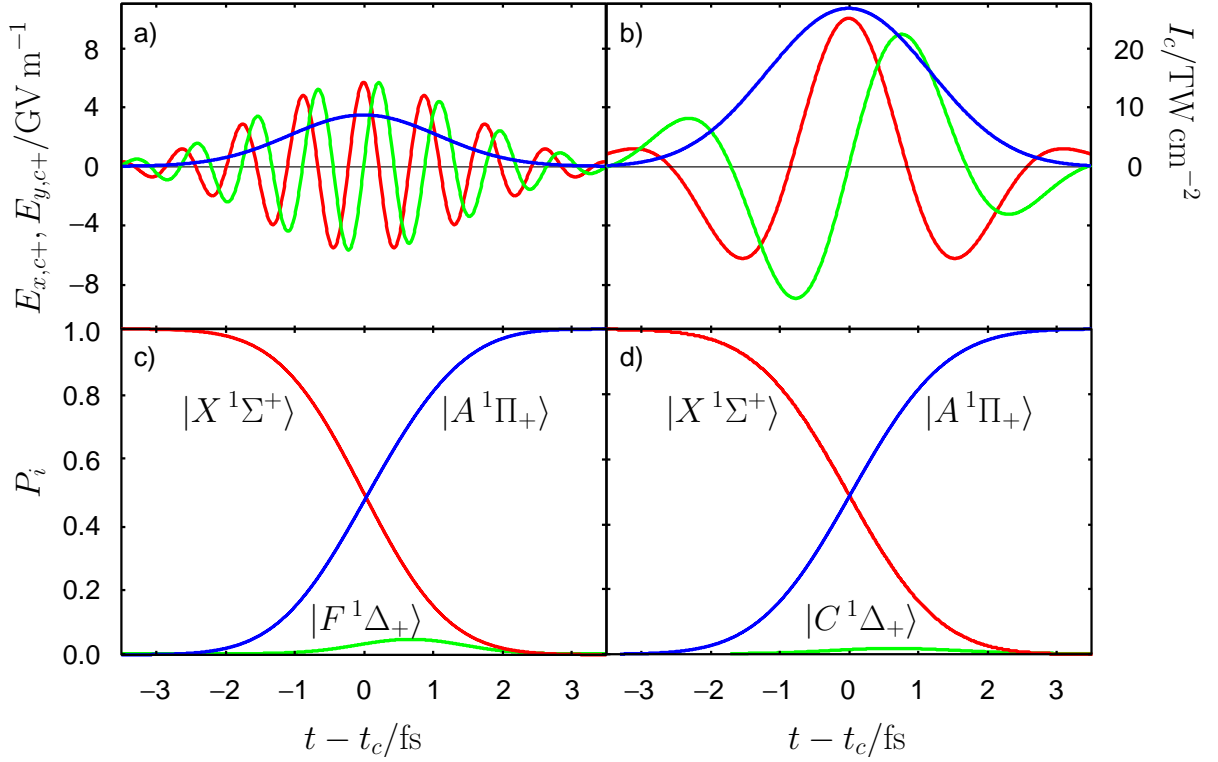 a)
b)
8
4
0
−4
−8
E_{x,c+}, E_{y,c+}/GV m^{−1}
20
10
0
I_c/TW cm^{−2}
c)
d)
1.0
0.8
0.6
0.4
0.2
0.0
P_i
|X ¹Σ⁺⟩
|A ¹Π₊⟩
|F ¹Δ₊⟩
|X ¹Σ⁺⟩
|A ¹Π₊⟩
|C ¹Δ₊⟩
−3 −2 −1 0 1 2 3
−3 −2 −1 0 1 2 3
t − t_c/fs
t − t_c/fs